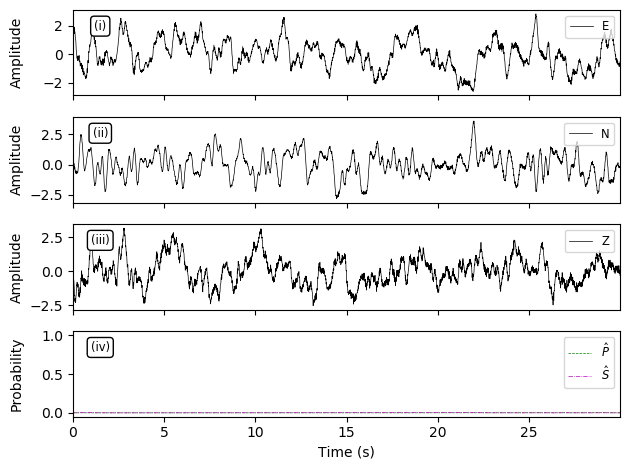 (i)
E
Amplitude
2
0
−2
(ii)
N
Amplitude
2.5
0.0
−2.5
(iii)
Z
Amplitude
2.5
0.0
−2.5
(iv)
P̂
Ŝ
Probability
1.0
0.5
0.0
0 5 10 15 20 25
Time (s)